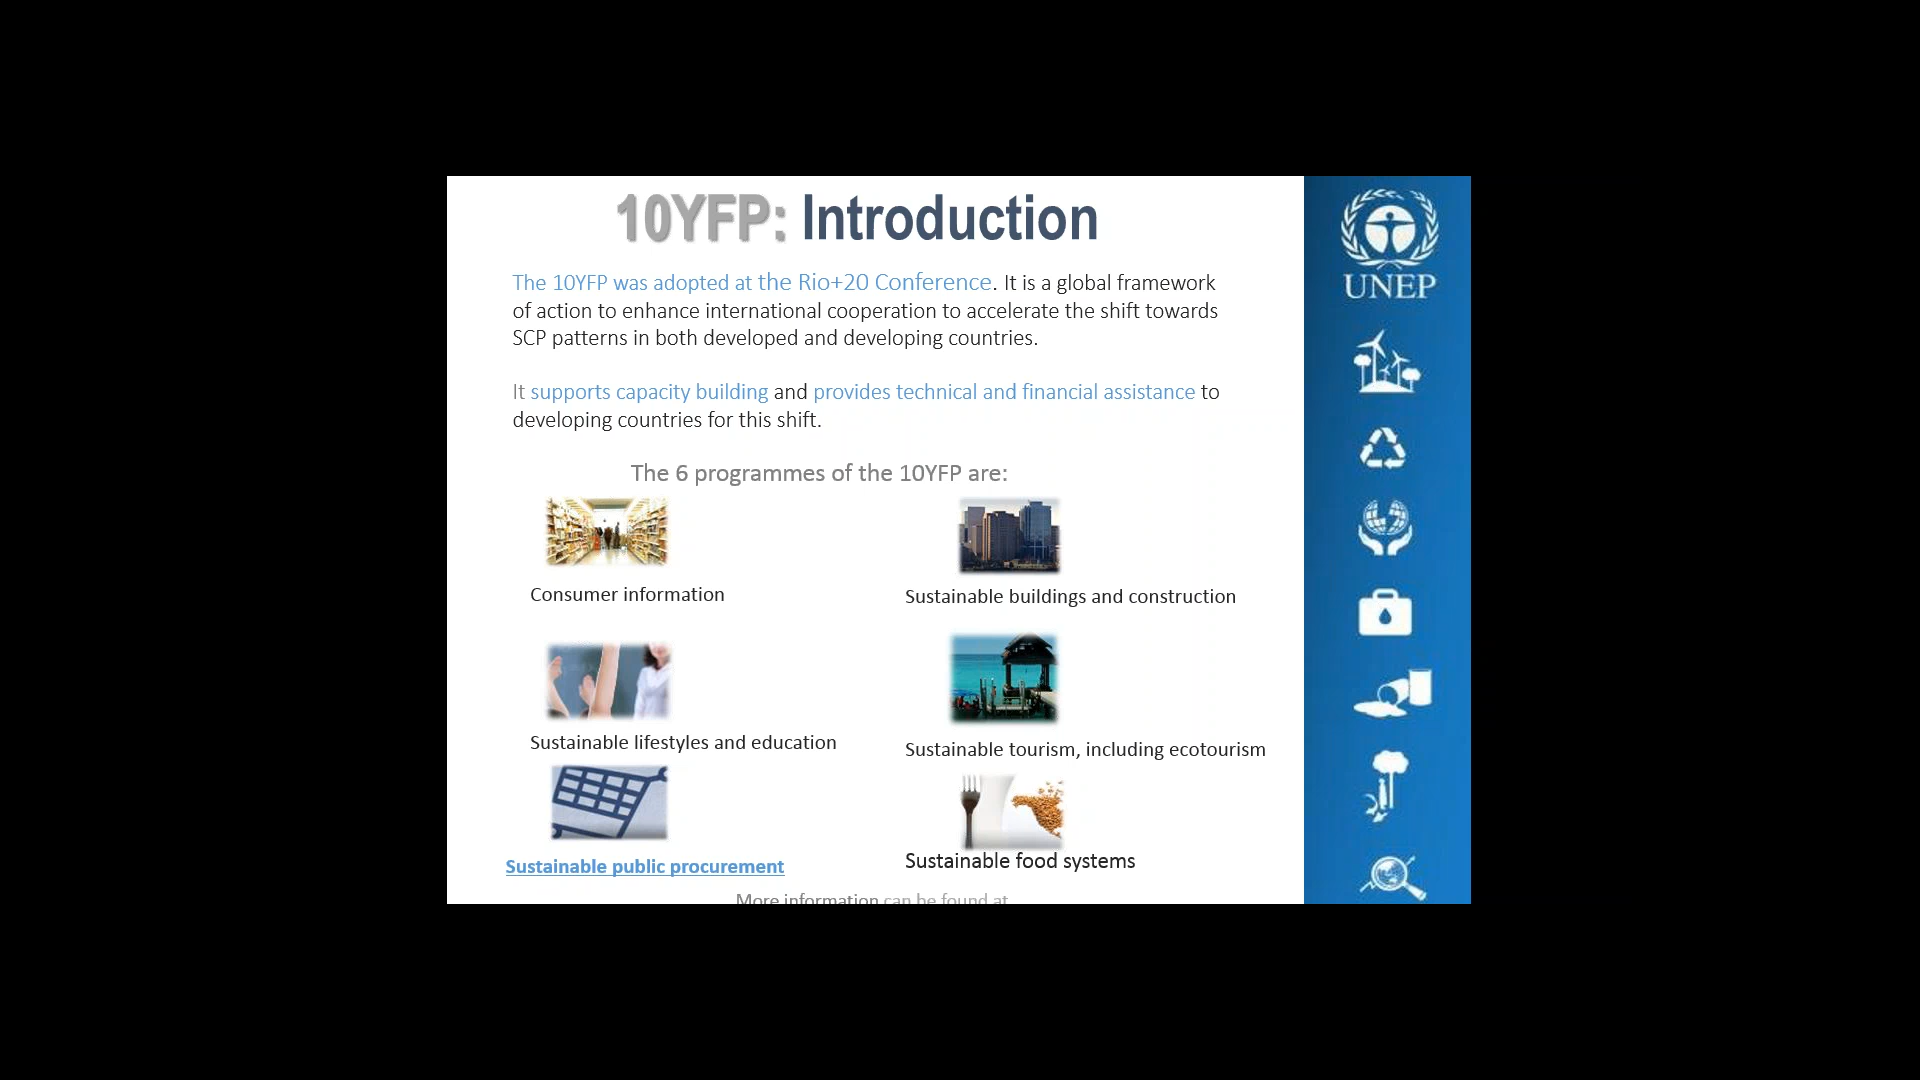 10YFP: Introduction
The 10YFP was adopted at the Rio+20 Conference. It is a global framework
of action to enhance international cooperation to accelerate the shift towards
SCP patterns in both developed and developing countries.
It supports capacity building and provides technical and financial assistance to
developing countries for this shift.
The 6 programmes of the 10YFP are:
Consumer information
Sustainable buildings and construction
Sustainable lifestyles and education
Sustainable tourism, including ecotourism
Sustainable public procurement
Sustainable food systems
More information can be found at
UNEP